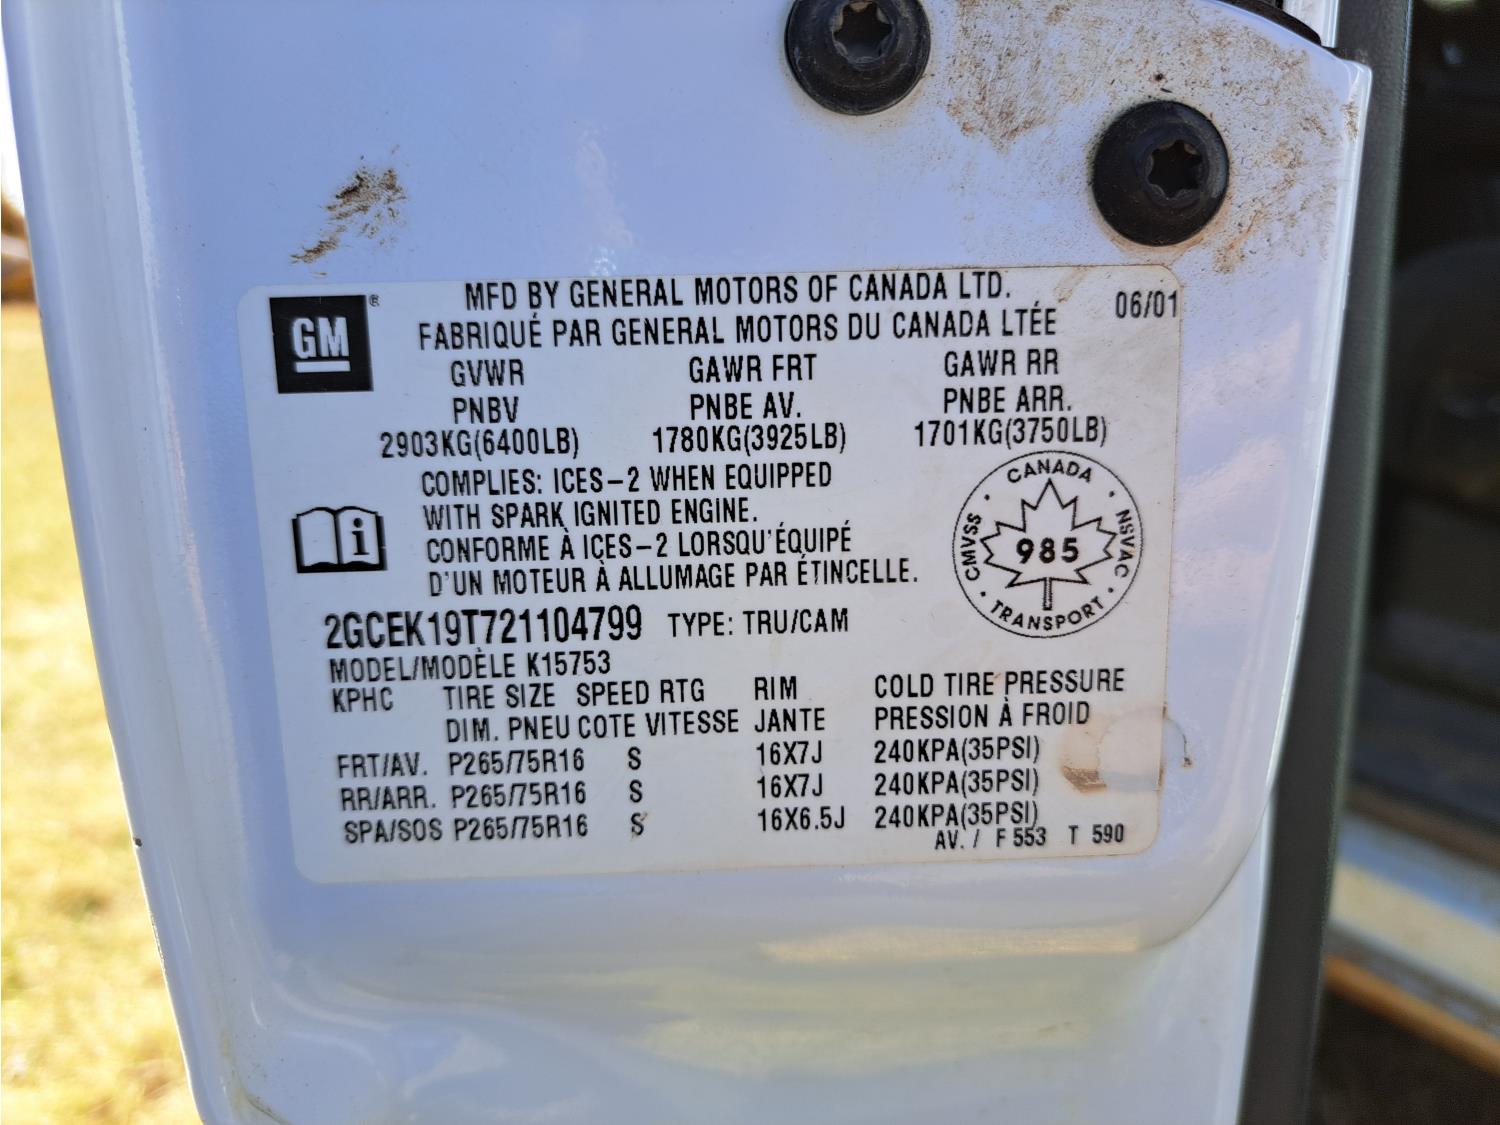 MFD BY GENERAL MOTORS OF CANADA LTD. 06/01
GM ®
FABRIQUÉ PAR GENERAL MOTORS DU CANADA LTÉE
GVWR GAWR FRT GAWR RR
PNBV PNBE AV. PNBE ARR.
2903KG(6400LB) 1780KG(3925LB) 1701KG(3750LB)
COMPLIES: ICES-2 WHEN EQUIPPED
WITH SPARK IGNITED ENGINE.
CONFORME À ICES-2 LORSQU'ÉQUIPÉ
D'UN MOTEUR À ALLUMAGE PAR ÉTINCELLE.
CANADA
CMVSS 985 NSVAC
TRANSPORT
2GCEK19T721104799 TYPE: TRU/CAM
MODEL/MODÈLE K15753
KPHC TIRE SIZE SPEED RTG RIM COLD TIRE PRESSURE
DIM. PNEU COTE VITESSE JANTE PRESSION À FROID
FRT/AV. P265/75R16 S 16X7J 240KPA(35PSI)
RR/ARR. P265/75R16 S 16X7J 240KPA(35PSI)
SPA/SOS P265/75R16 S 16X6.5J 240KPA(35PSI)
AV. / F 553 T 590